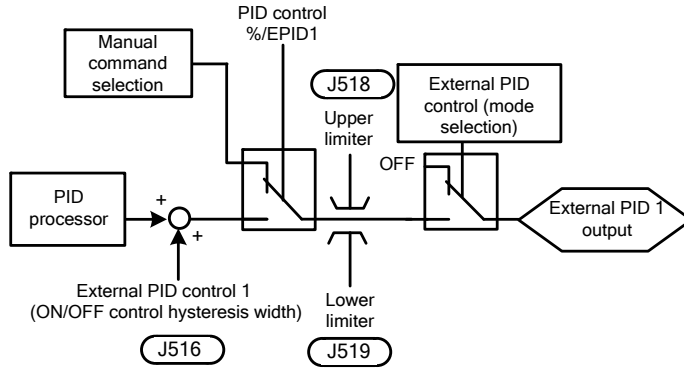 PID control
%/EPID1
Manual
command
selection
J518
Upper
limiter
External PID
control (mode
selection)
OFF
PID
processor
+
+
External PID 1
output
External PID control 1
(ON/OFF control hysteresis width)
J516
Lower
limiter
J519